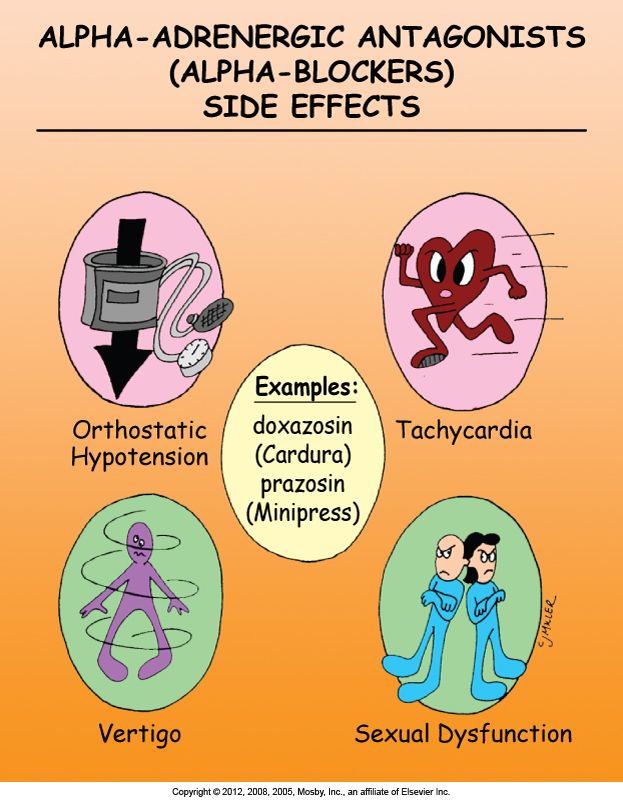 ALPHA-ADRENERGIC ANTAGONISTS
(ALPHA-BLOCKERS)
SIDE EFFECTS
Orthostatic
Hypotension
Examples:
doxazosin
(Cardura)
prazosin
(Minipress)
Tachycardia
Vertigo
Sexual Dysfunction
CJMILER
Copyright © 2012, 2008, 2005, Mosby, Inc., an affiliate of Elsevier Inc.